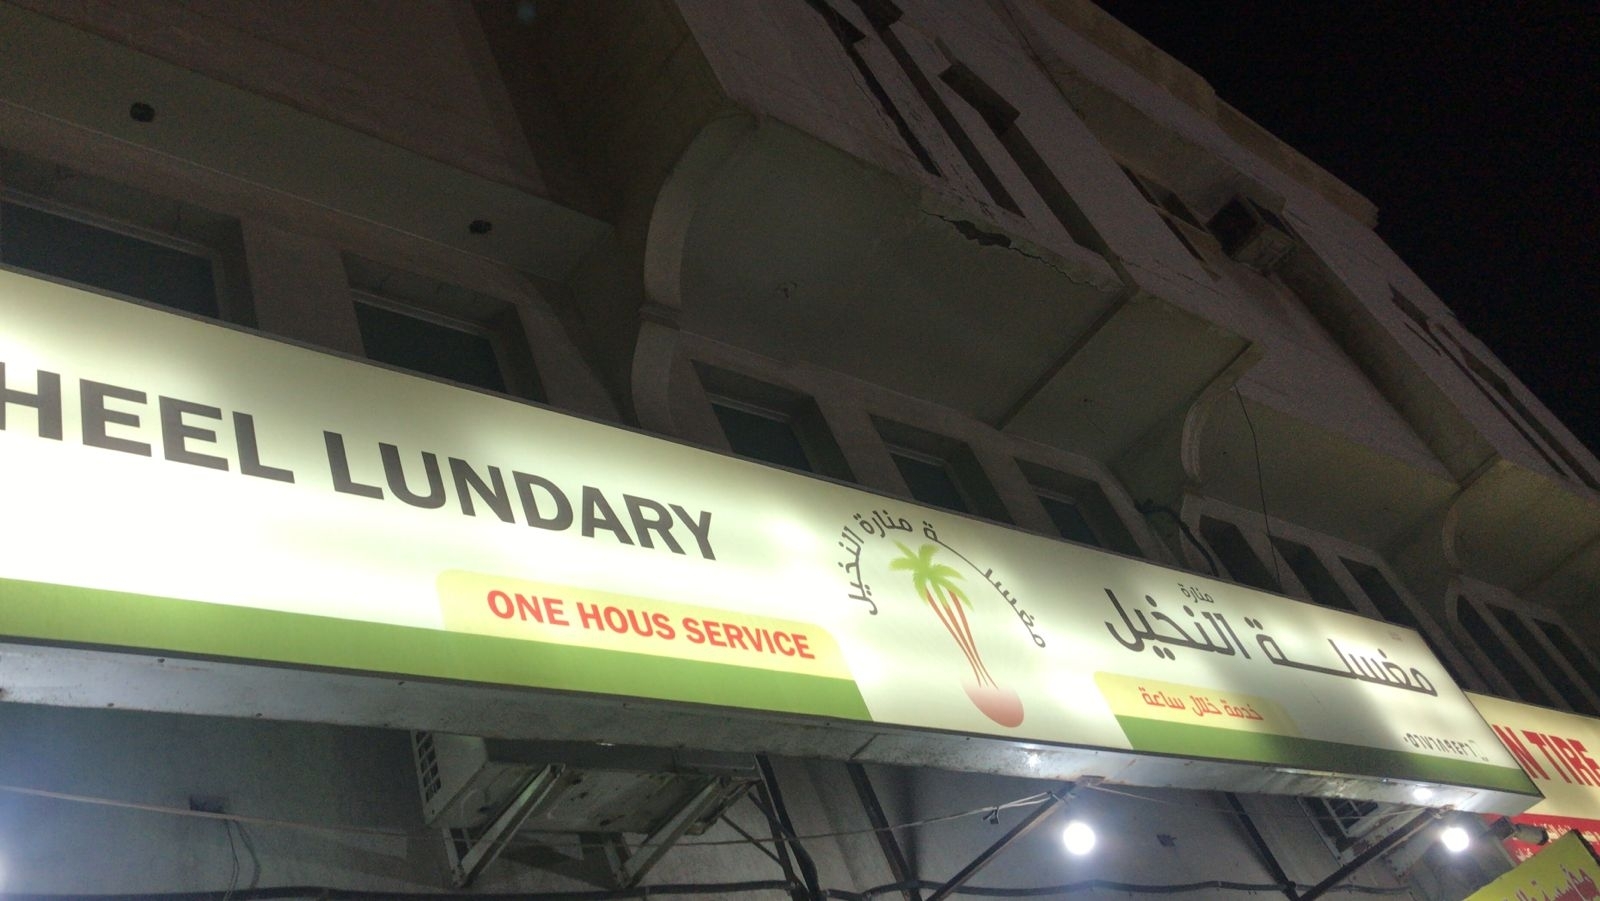 HEEL LUNDARY
ONE HOUS SERVICE
مغسلة منارة النخيل
منارة
مغسلة النخيل
خدمة خلال ساعة
N TIRE